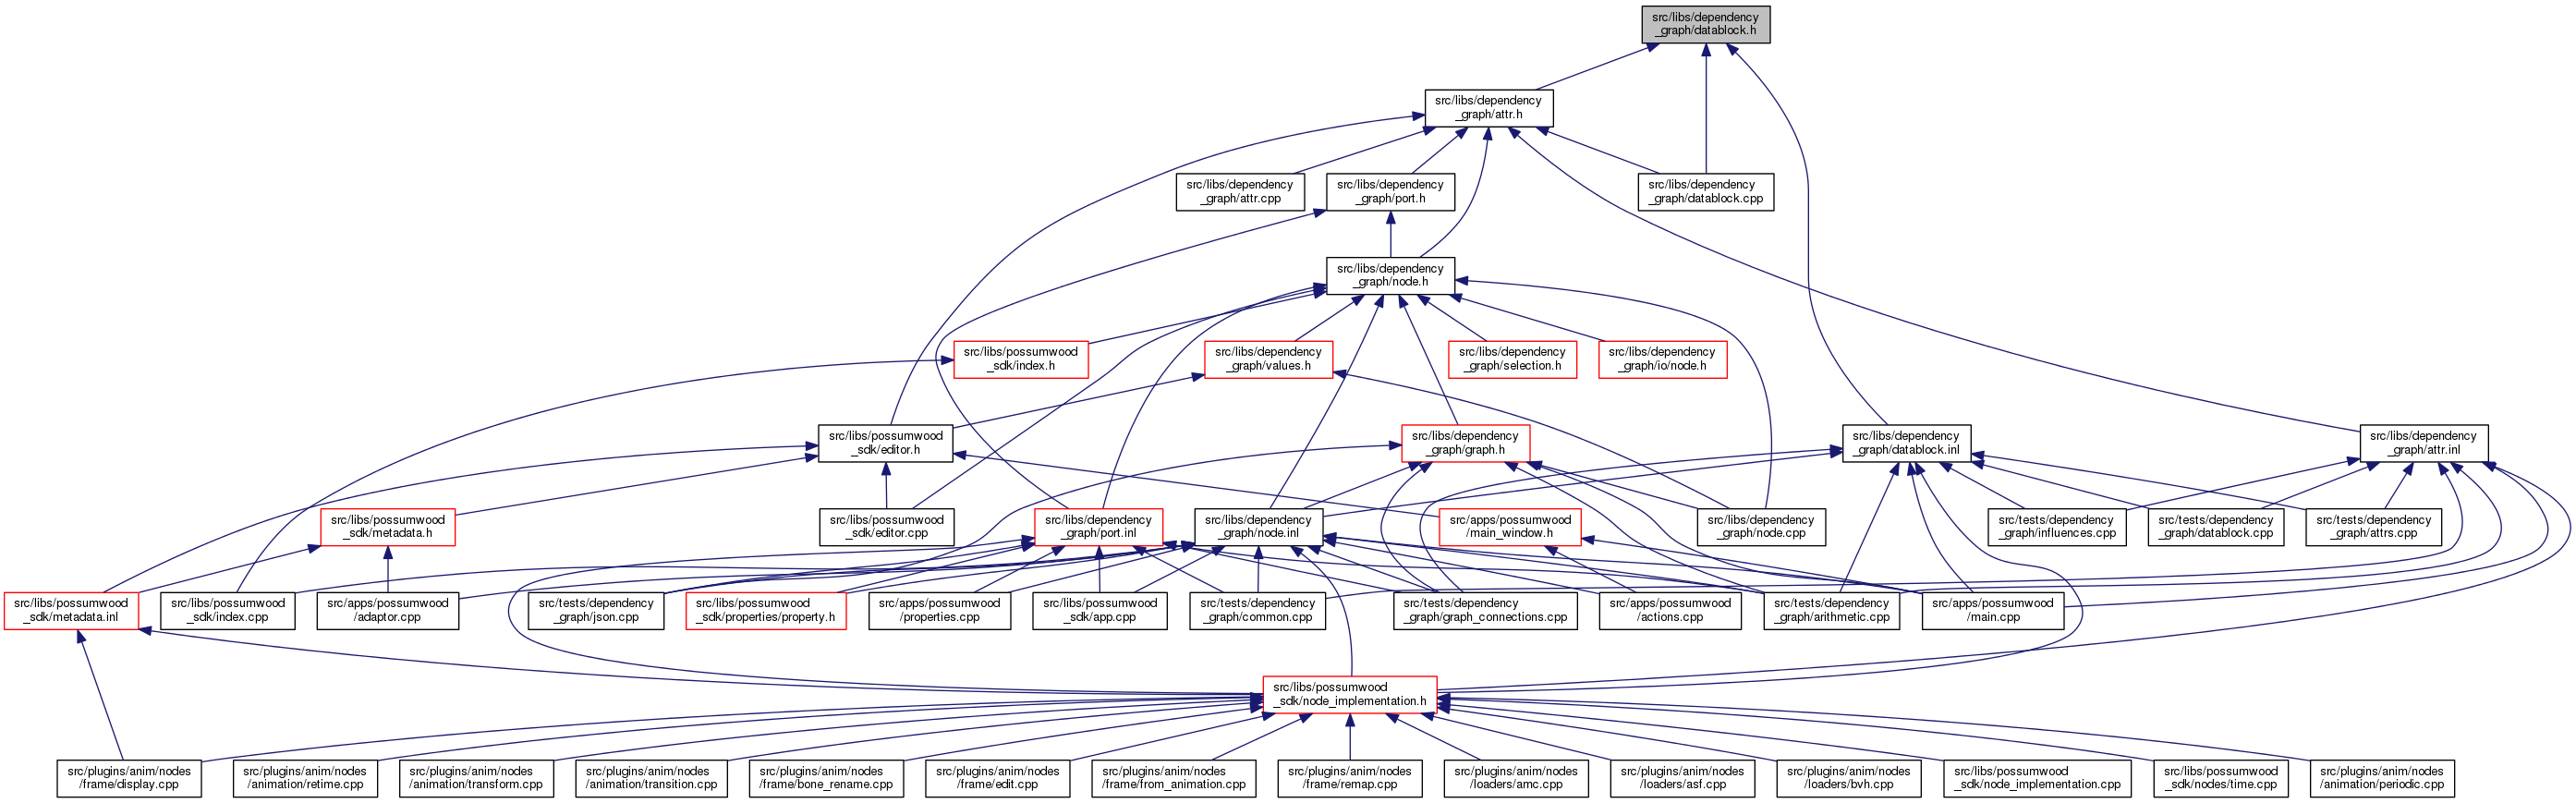 src/libs/dependency
_graph/datablock.h
src/libs/dependency
_graph/attr.h
src/libs/dependency
_graph/attr.cpp
src/libs/dependency
_graph/port.h
src/libs/dependency
_graph/datablock.cpp
src/libs/dependency
_graph/node.h
src/libs/possumwood
_sdk/index.h
src/libs/dependency
_graph/values.h
src/libs/dependency
_graph/selection.h
src/libs/dependency
_graph/io/node.h
src/libs/possumwood
_sdk/editor.h
src/libs/dependency
_graph/graph.h
src/libs/dependency
_graph/datablock.inl
src/libs/dependency
_graph/attr.inl
src/libs/possumwood
_sdk/metadata.h
src/libs/possumwood
_sdk/editor.cpp
src/libs/dependency
_graph/port.inl
src/libs/dependency
_graph/node.inl
src/apps/possumwood
/main_window.h
src/libs/dependency
_graph/node.cpp
src/tests/dependency
_graph/influences.cpp
src/tests/dependency
_graph/datablock.cpp
src/tests/dependency
_graph/attrs.cpp
src/libs/possumwood
_sdk/metadata.inl
src/libs/possumwood
_sdk/index.cpp
src/apps/possumwood
/adaptor.cpp
src/tests/dependency
_graph/json.cpp
src/libs/possumwood
_sdk/properties/property.h
src/apps/possumwood
/properties.cpp
src/libs/possumwood
_sdk/app.cpp
src/tests/dependency
_graph/common.cpp
src/tests/dependency
_graph/graph_connections.cpp
src/apps/possumwood
/actions.cpp
src/tests/dependency
_graph/arithmetic.cpp
src/apps/possumwood
/main.cpp
src/libs/possumwood
_sdk/node_implementation.h
src/plugins/anim/nodes
/frame/display.cpp
src/plugins/anim/nodes
/animation/retime.cpp
src/plugins/anim/nodes
/animation/transform.cpp
src/plugins/anim/nodes
/animation/transition.cpp
src/plugins/anim/nodes
/frame/bone_rename.cpp
src/plugins/anim/nodes
/frame/edit.cpp
src/plugins/anim/nodes
/frame/from_animation.cpp
src/plugins/anim/nodes
/frame/remap.cpp
src/plugins/anim/nodes
/loaders/amc.cpp
src/plugins/anim/nodes
/loaders/asf.cpp
src/plugins/anim/nodes
/loaders/bvh.cpp
src/libs/possumwood
_sdk/node_implementation.cpp
src/libs/possumwood
_sdk/nodes/time.cpp
src/plugins/anim/nodes
/animation/periodic.cpp